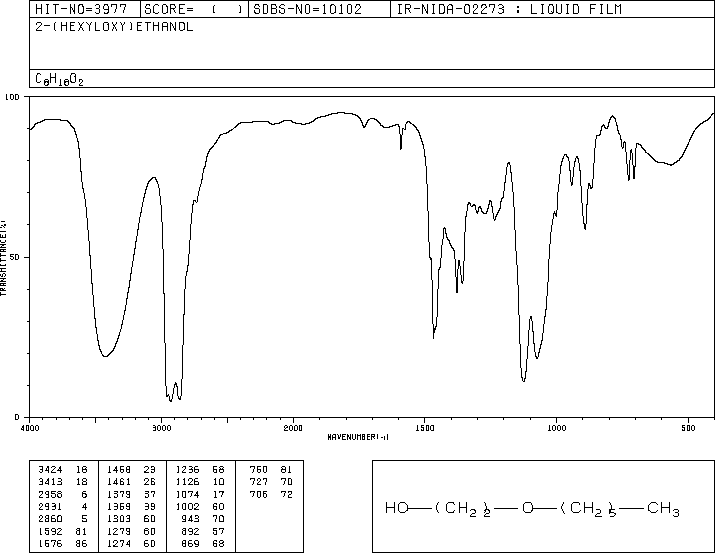 HIT-NO=3977 SCORE= ( ) SDBS-NO=10102 IR-NIDA-02273 : LIQUID FILM
2-(HEXYLOXY)ETHANOL
C8H18O2
100
50
0
TRANSMITTANCE(%)
4000 3000 2000 1500 1000 500
WAVENUMBER(-1)
3424 18 1468 29 1236 58 760 81
3413 18 1461 26 1126 10 727 70
2958 6 1379 37 1074 17 706 72
2931 4 1359 39 1002 60
2860 5 1303 60 943 70
1592 81 1279 60 892 57
1576 86 1274 60 869 68
HO—(CH2)2—O—(CH2)5—CH3